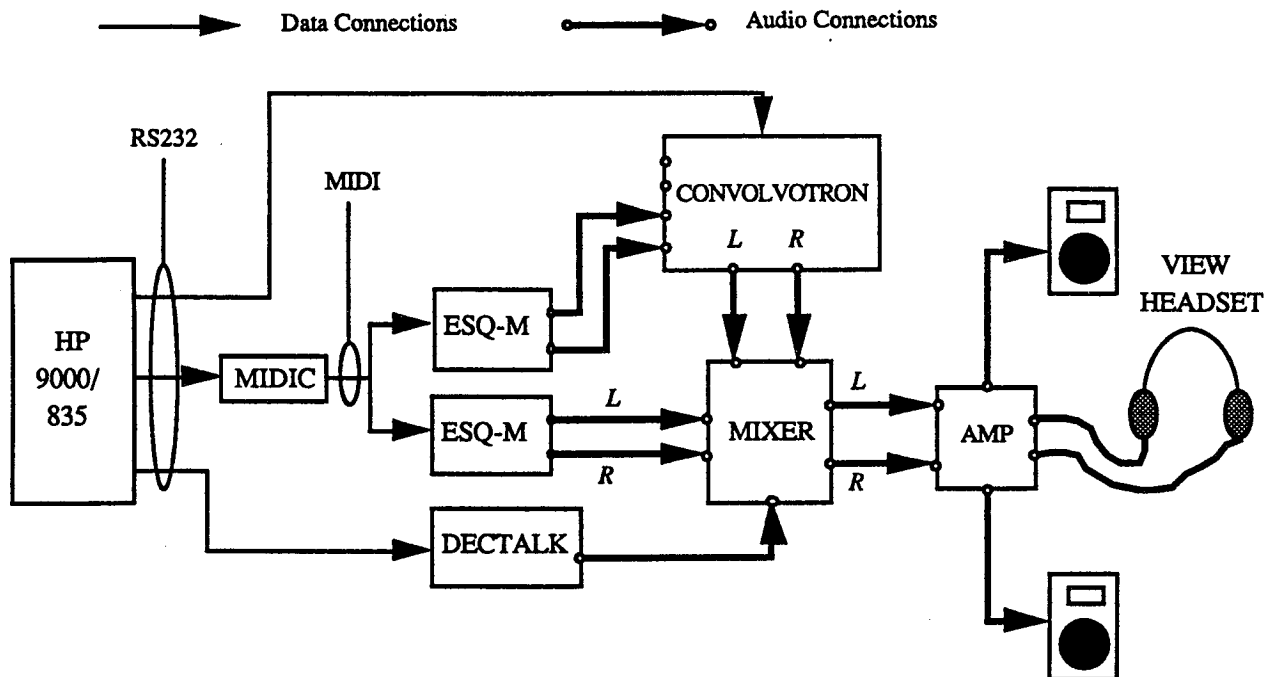 Data Connections
Audio Connections
RS232
MIDI
CONVOLVOTRON
L R
VIEW
HEADSET
HP
9000/
835
MIDIC
ESQ-M
ESQ-M
L
R
MIXER
L
R
AMP
DECTALK